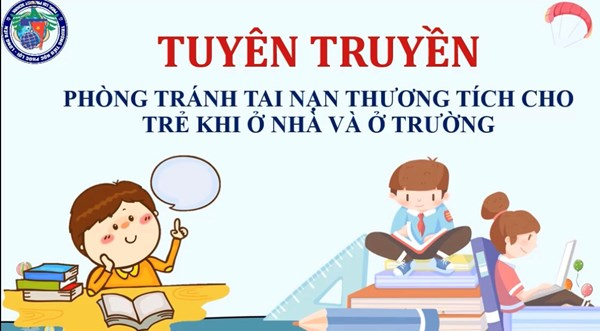 TUYÊN TRUYỀN
PHÒNG TRÁNH TAI NẠN THƯƠNG TÍCH CHO
TRẺ KHI Ở NHÀ VÀ Ở TRƯỜNG